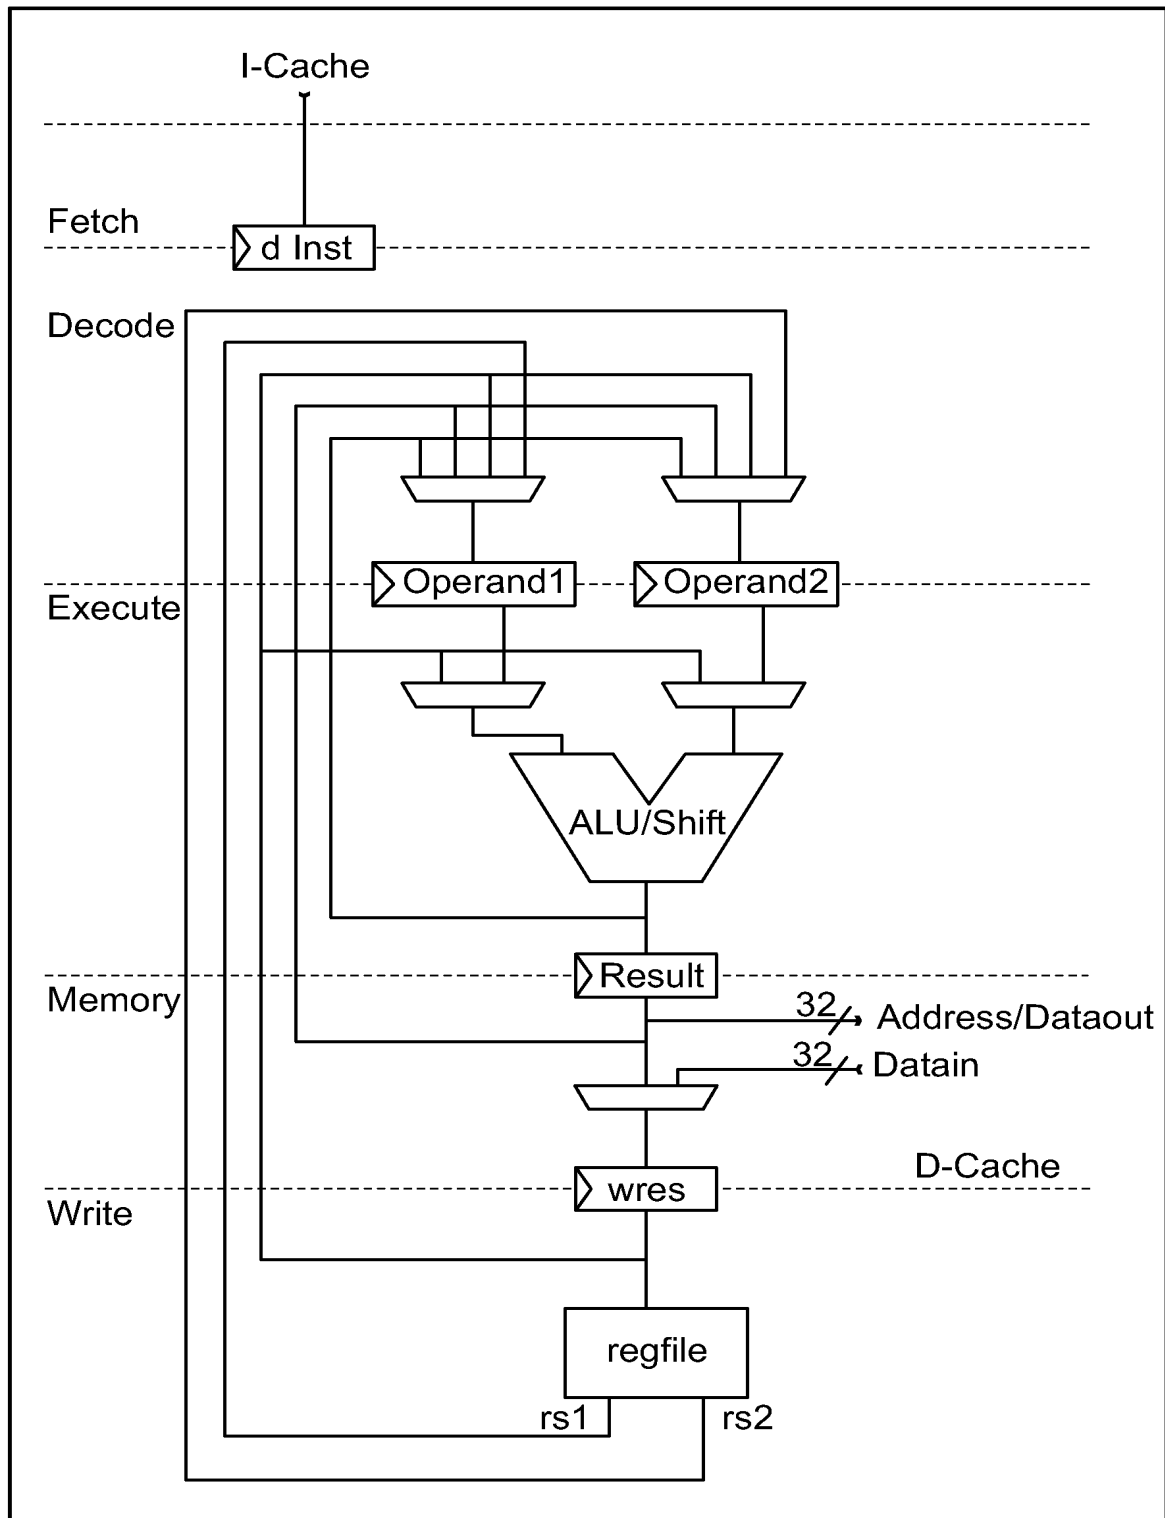 I-Cache
Fetch
d Inst
Decode
Operand1
Operand2
Execute
ALU/Shift
Result
Memory
32
Address/Dataout
32
Datain
D-Cache
wres
Write
regfile
rs1
rs2